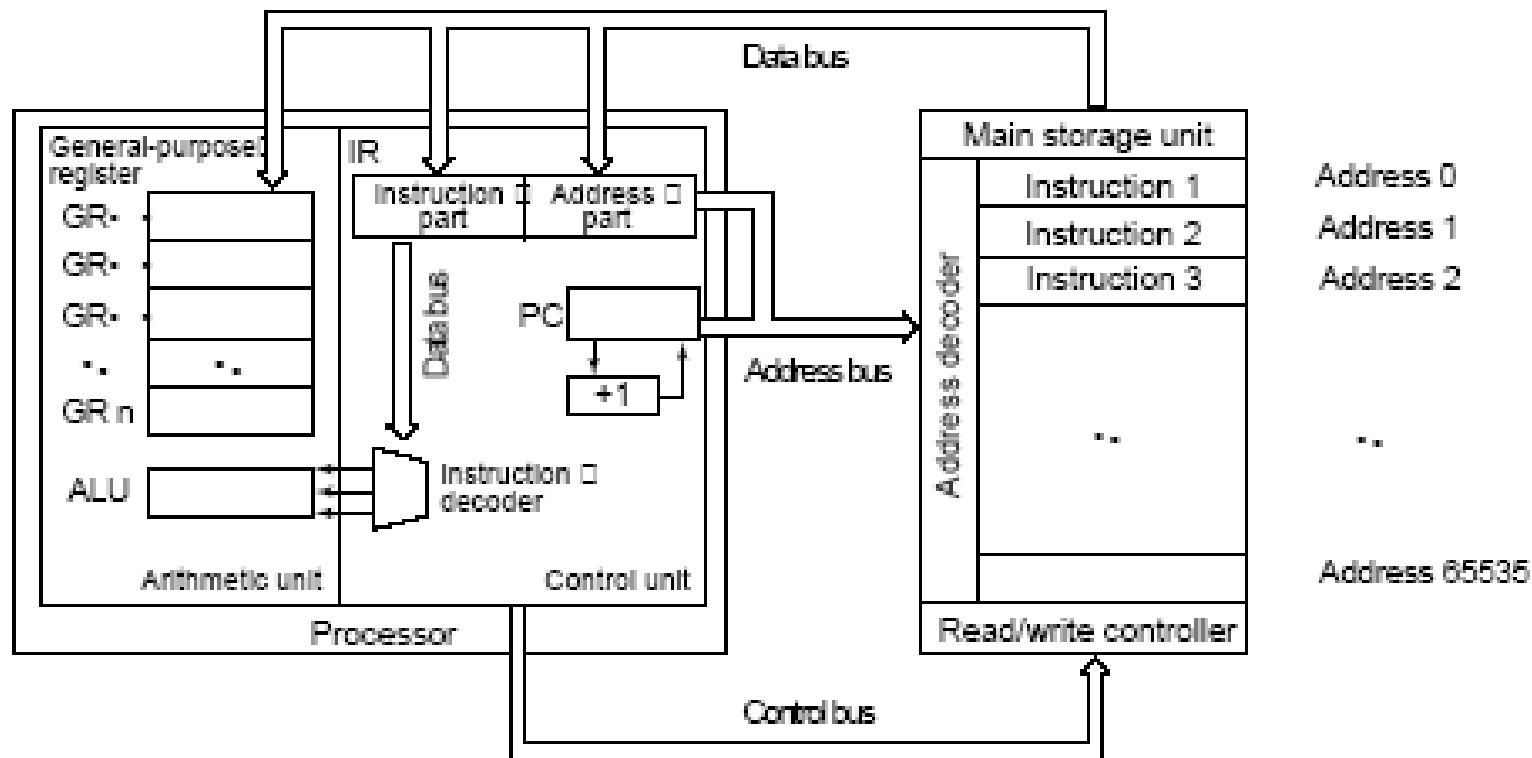 Data bus
Main storage unit
General-purpose
register
IR
Instruction
part
Address
part
Instruction 1
Address 0
GR
Instruction 2
Address 1
GR
Instruction 3
Address 2
GR
PC
Data bus
Address decoder
Address bus
+1
GR n
ALU
Instruction
decoder
Arithmetic unit
Control unit
Address 65535
Processor
Read/write controller
Control bus